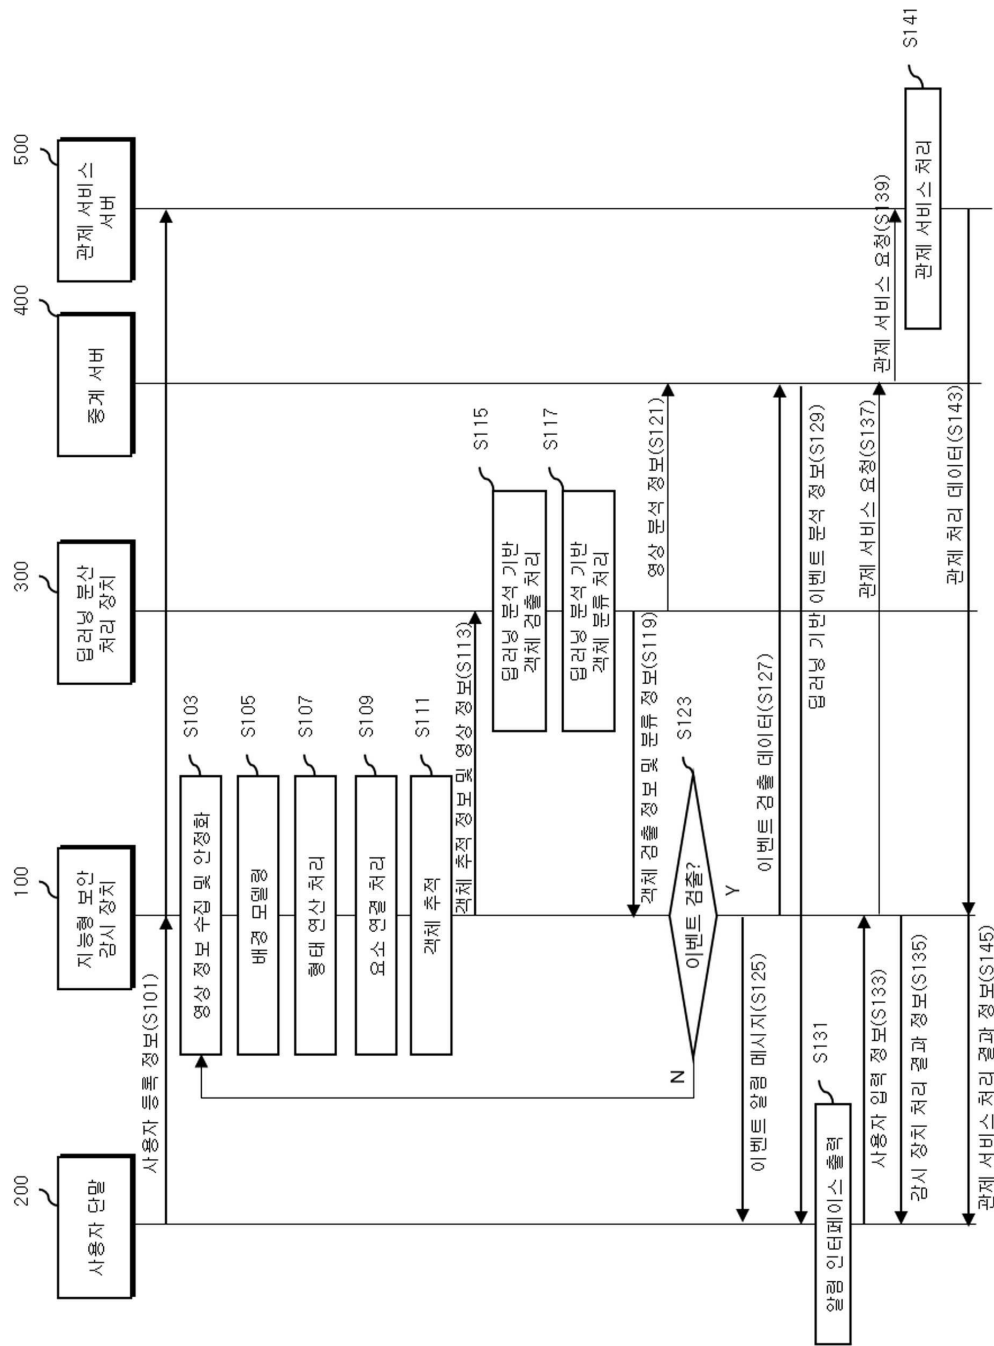 200
100
300
400
500
사용자 단말
지능형 보안
감시 장치
딥러닝 분산
처리 장치
중계 서버
관제 서비스
서버
사용자 등록 정보(S101)
영상 정보 수집 및 안정화
S103
배경 모델링
S105
형태 연산 처리
S107
요소 연결 처리
S109
객체 추적
S111
객체 추적 정보 및 영상 정보(S113)
딥러닝 분석 기반
객체 검출 처리
S115
딥러닝 분석 기반
객체 분류 처리
S117
객체 검출 정보 및 분류 정보(S119)
영상 분석 정보(S121)
이벤트 검출?
S123
N
Y
이벤트 알림 메시지(S125)
이벤트 검출 데이터(S127)
딥러닝 기반 이벤트 분석 정보(S129)
알림 인터페이스 출력
S131
사용자 입력 정보(S133)
관제 서비스 요청(S137)
관제 서비스 요청(S139)
감시 장치 처리 결과 정보(S135)
관제 서비스 처리
S141
관제 처리 데이터(S143)
관제 서비스 처리 결과 정보(S145)